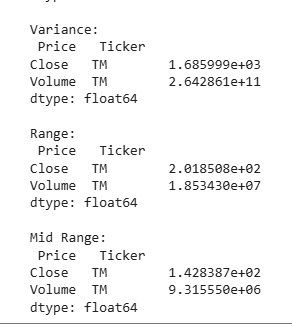 Variance:
Price Ticker
Close TM 1.685999e+03
Volume TM 2.642861e+11
dtype: float64
Range:
Price Ticker
Close TM 2.018508e+02
Volume TM 1.853430e+07
dtype: float64
Mid Range:
Price Ticker
Close TM 1.428387e+02
Volume TM 9.315550e+06
dtype: float64